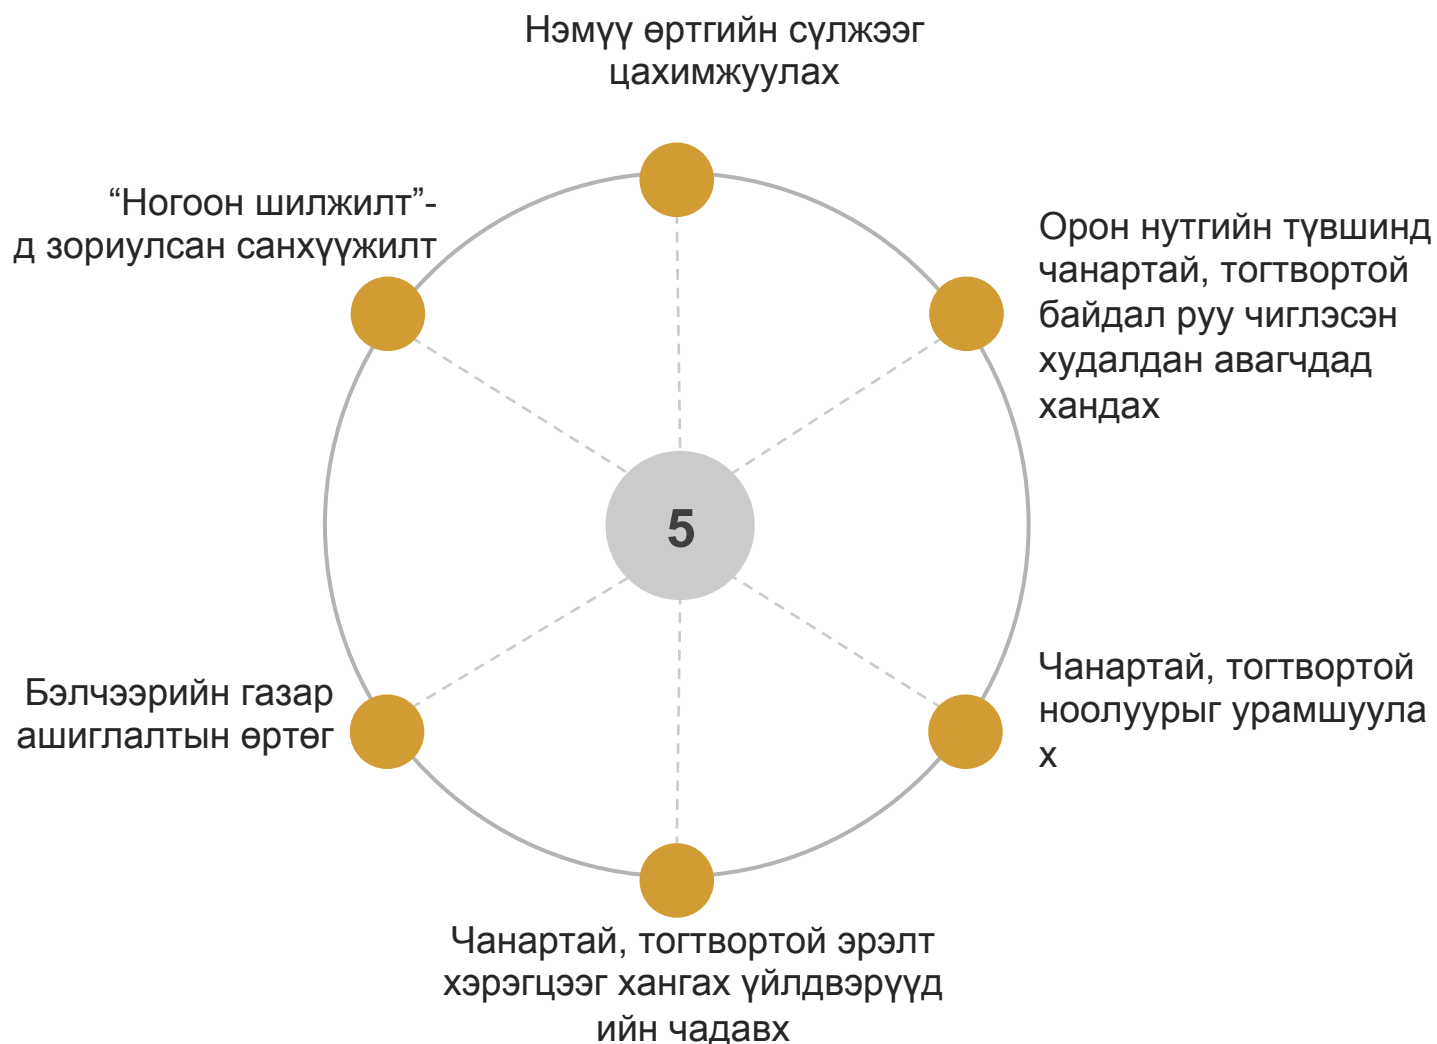 Нэмүү өртгийн сүлжээг
цахимжуулах
“Ногоон шилжилт”-
д зориулсан санхүүжилт
Орон нутгийн түвшинд
чанартай, тогтвортой
байдал руу чиглэсэн
худалдан авагчдад
хандах
5
Бэлчээрийн газар
ашиглалтын өртөг
Чанартай, тогтвортой
ноолуурыг урамшуула
х
Чанартай, тогтвортой эрэлт
хэрэгцээг хангах үйлдвэрүүд
ийн чадавх